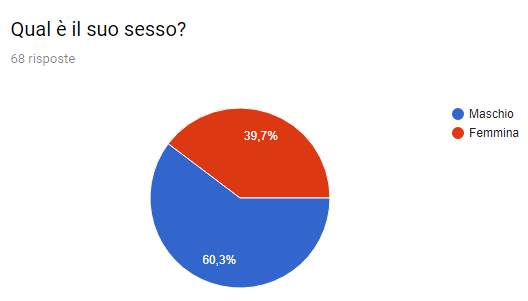 Qual è il suo sesso?
68 risposte
Maschio
Femmina
39,7%
60,3%